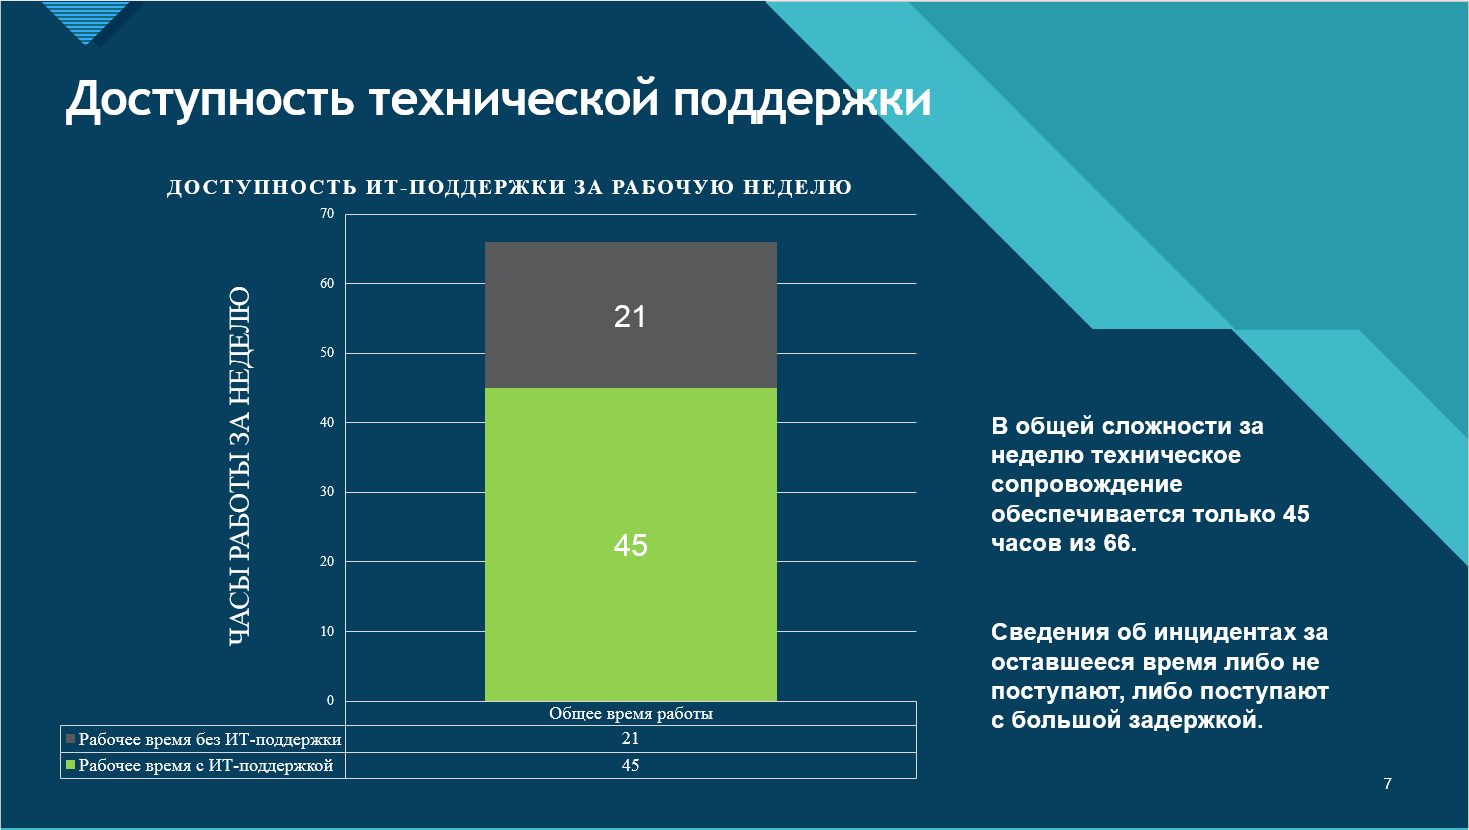 Доступность технической поддержки
ДОСТУПНОСТЬ ИТ-ПОДДЕРЖКИ ЗА РАБОЧУЮ НЕДЕЛЮ
ЧАСЫ РАБОТЫ ЗА НЕДЕЛЮ
70
60
50
40
30
20
10
0
21
45
Общее время работы
Рабочее время без ИТ-поддержки 21
Рабочее время с ИТ-поддержкой 45
В общей сложности за
неделю техническое
сопровождение
обеспечивается только 45
часов из 66.
Сведения об инцидентах за
оставшееся время либо не
поступают, либо поступают
с большой задержкой.
7